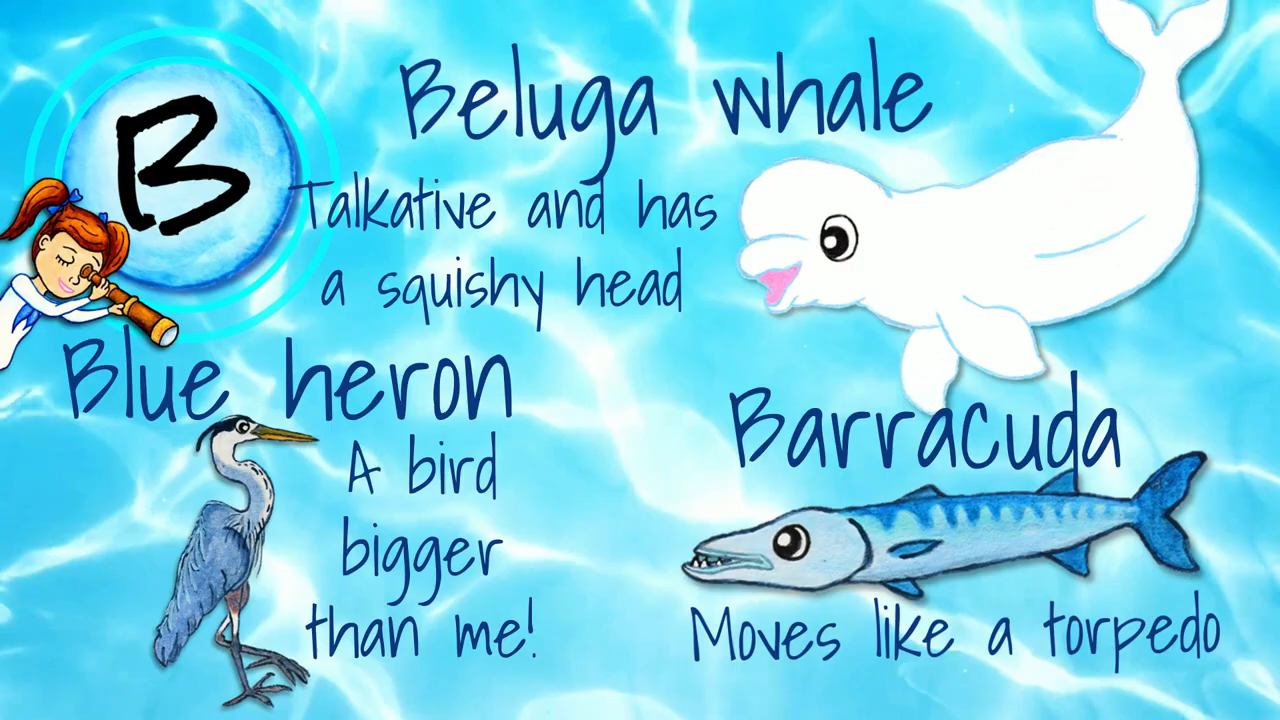 B
Beluga whale
Talkative and has
a squishy head
Blue heron
A bird
bigger
than me!
Barracuda
Moves like a torpedo